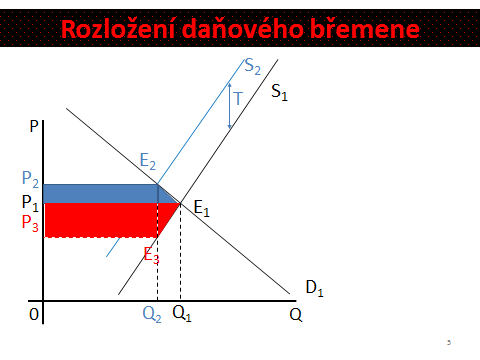 Rozložení daňového břemene
S2
S1
T
P
E2
P2
P1
E1
P3
E3
D1
0
Q2
Q1
Q
5